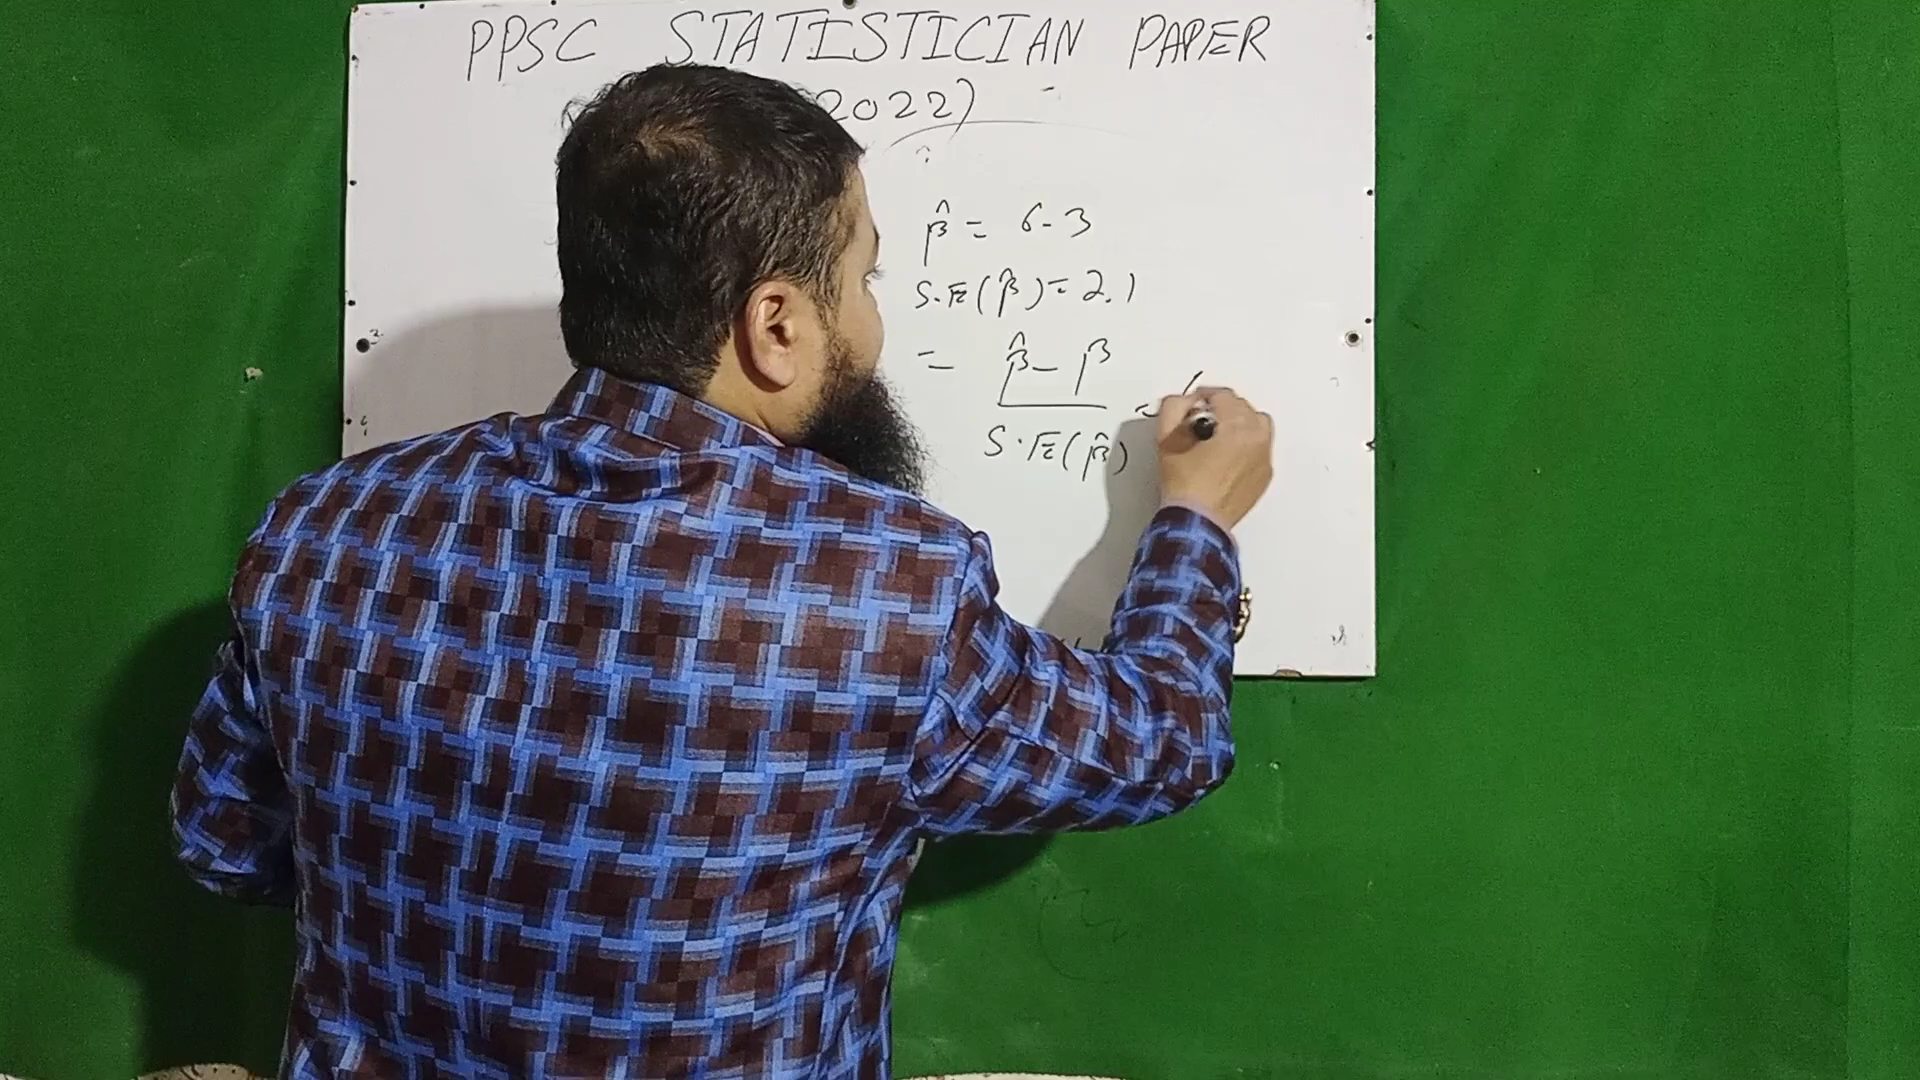 PPSC STATISTICIAN PAPER
2022)
β̂ = 6-3
S.E(β̂) = 2.1
= β̂ - β
S.E(β̂) =